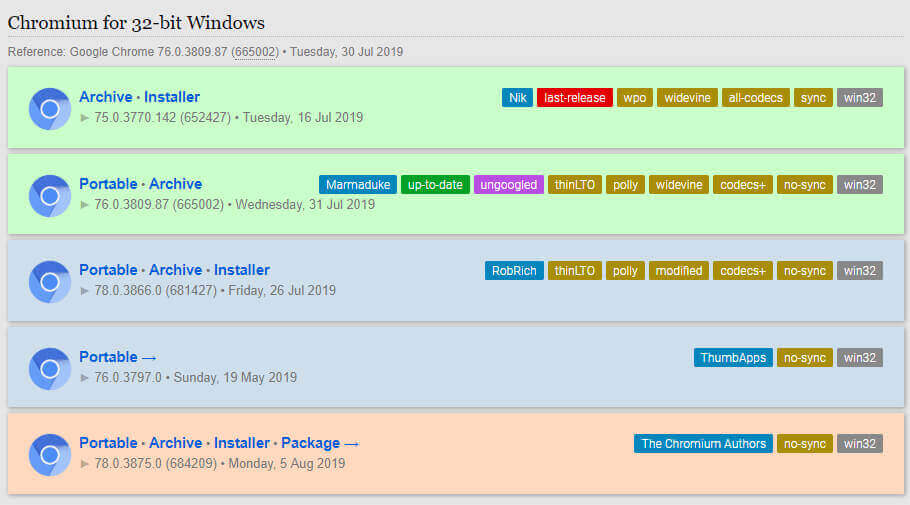 Chromium for 32-bit Windows
Reference: Google Chrome 76.0.3809.87 (665002) • Tuesday, 30 Jul 2019
Archive • Installer Nik last-release wpo widevine all-codecs sync win32
► 75.0.3770.142 (652427) • Tuesday, 16 Jul 2019
Portable • Archive Marmaduke up-to-date ungoogled thinLTO polly widevine codecs+ no-sync win32
► 76.0.3809.87 (665002) • Wednesday, 31 Jul 2019
Portable • Archive • Installer RobRich thinLTO polly modified codecs+ no-sync win32
► 78.0.3866.0 (681427) • Friday, 26 Jul 2019
Portable → ThumbApps no-sync win32
► 76.0.3797.0 • Sunday, 19 May 2019
Portable • Archive • Installer • Package → The Chromium Authors no-sync win32
► 78.0.3875.0 (684209) • Monday, 5 Aug 2019